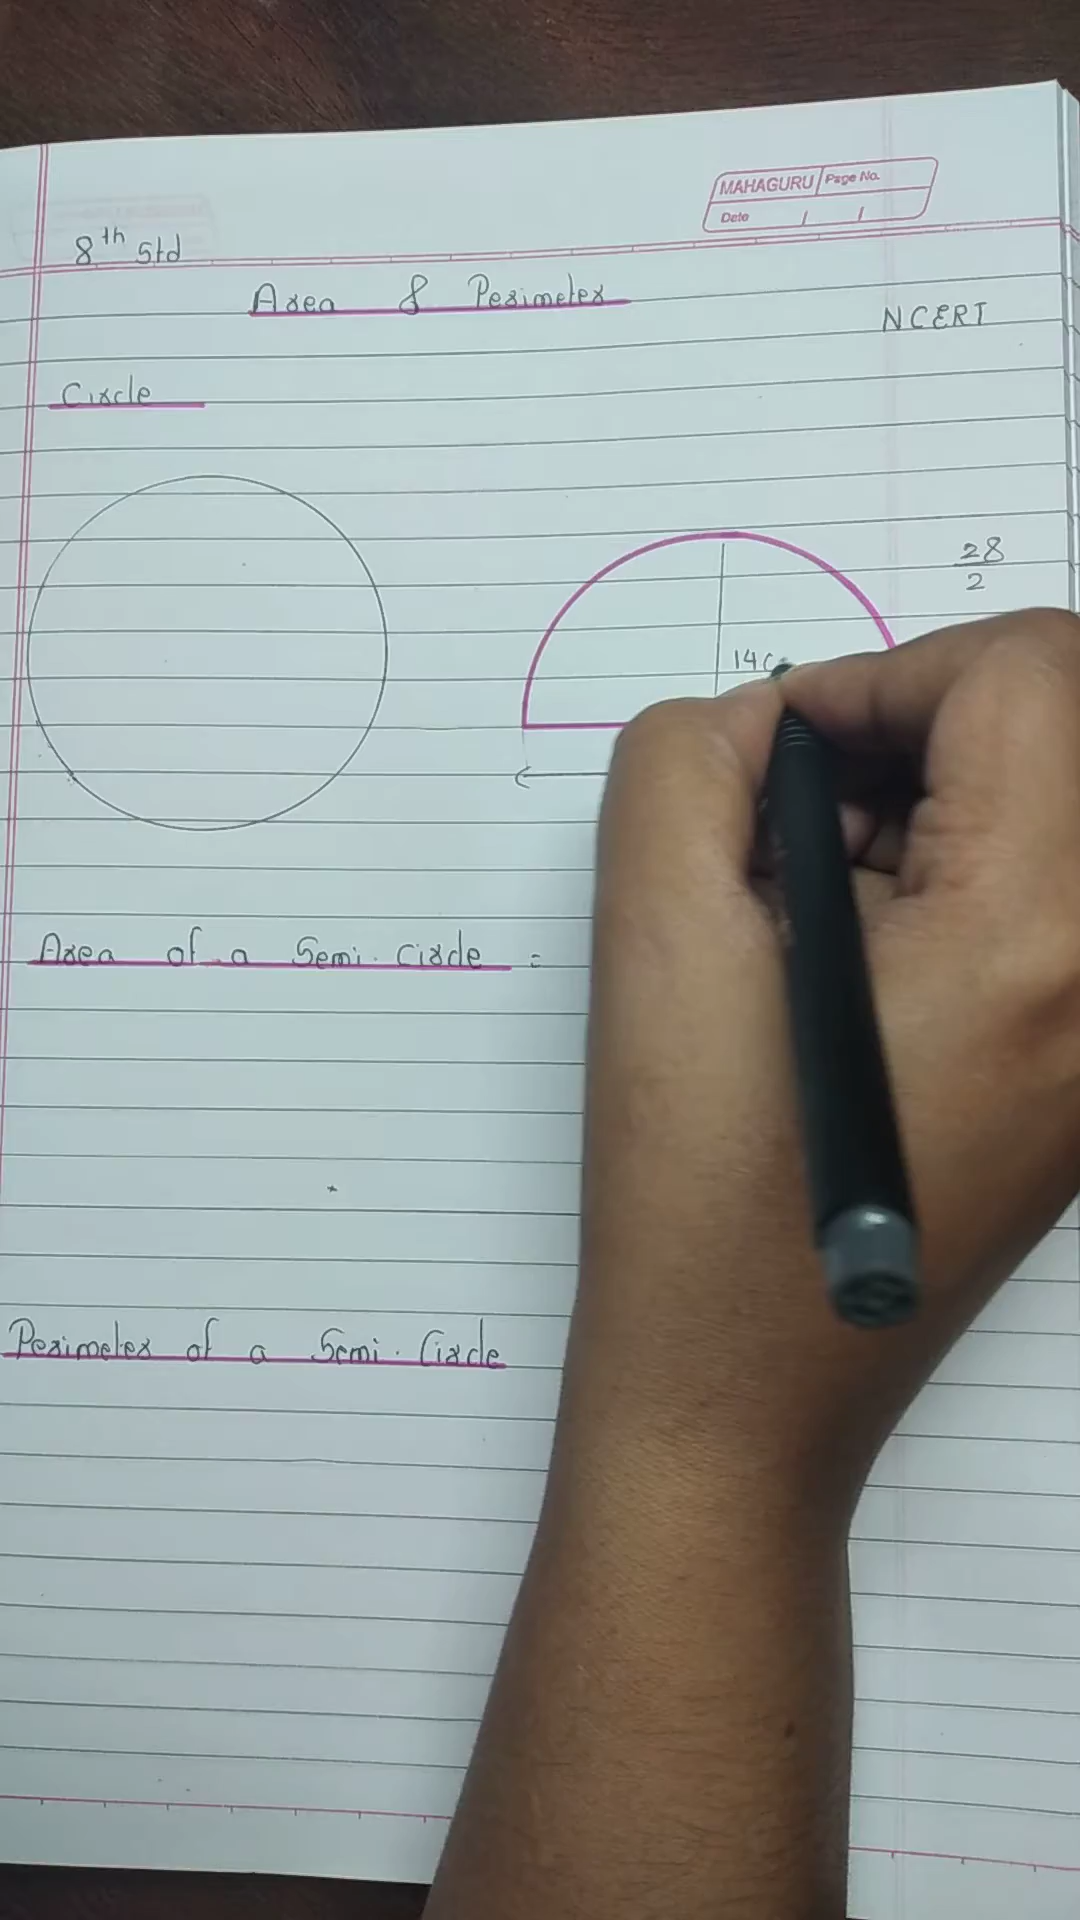 MAHAGURU Page No.
Date / /
8th Std
Area & Perimeter
NCERT
Circle
28
2
14c
Area of a Semi. Circle =
Perimeter of a Semi. Circle